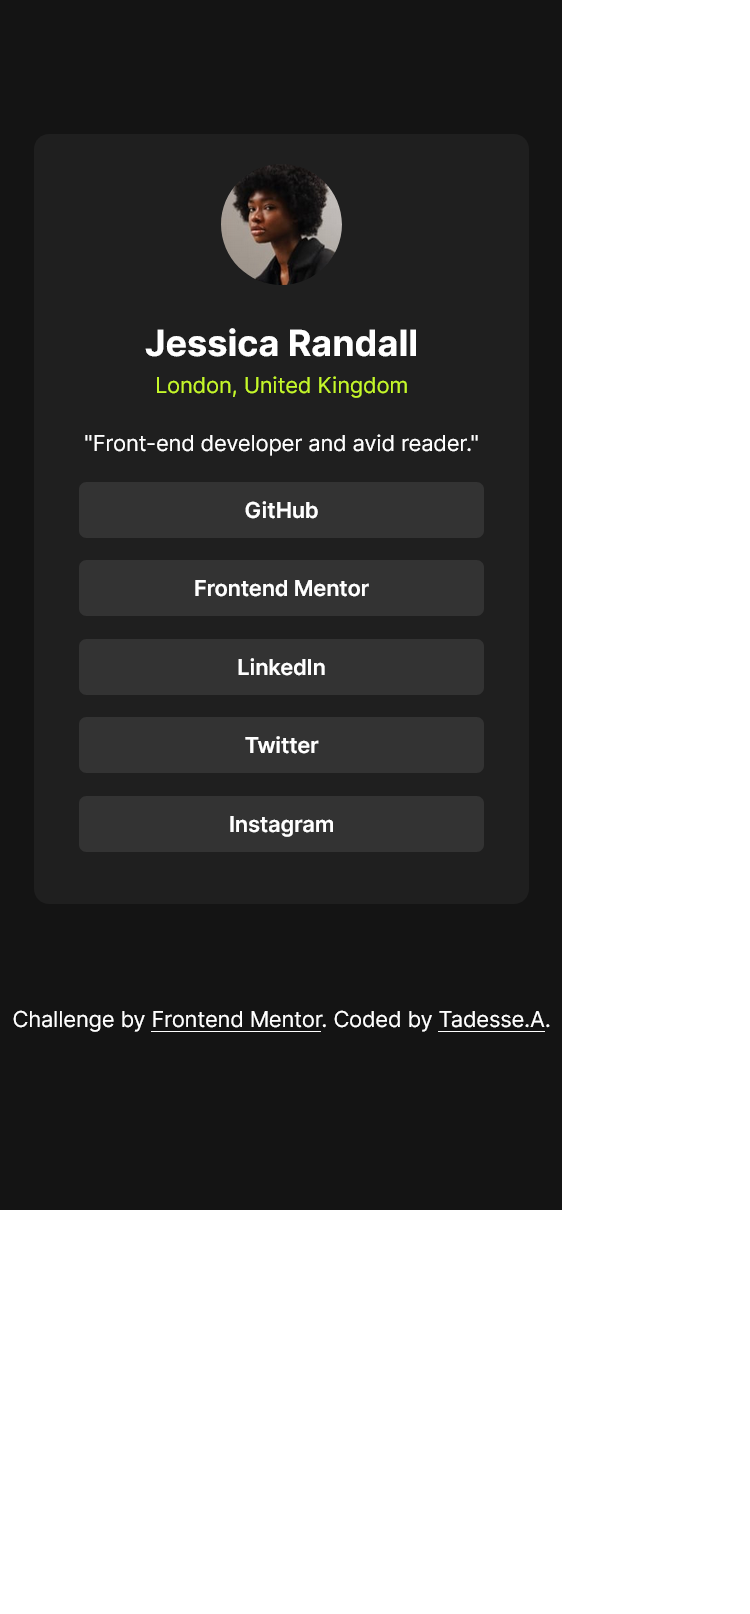 Jessica Randall
London, United Kingdom
"Front-end developer and avid reader."
GitHub
Frontend Mentor
LinkedIn
Twitter
Instagram
Challenge by Frontend Mentor. Coded by Tadesse.A.